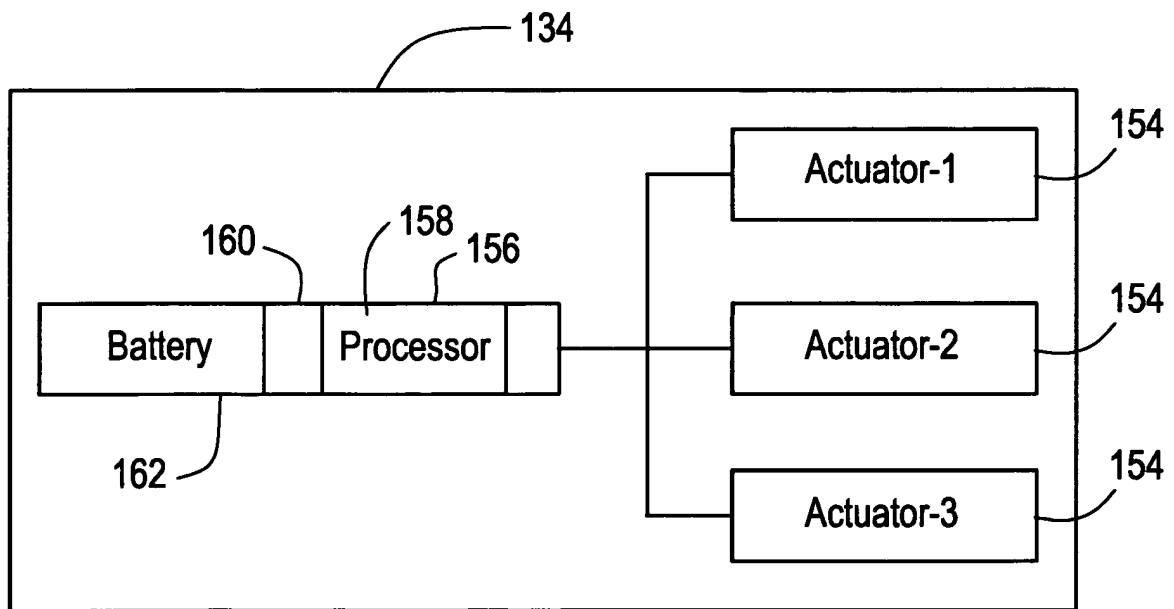 134
154
Actuator-1
158
160
156
154
Battery
Processor
Actuator-2
162
154
Actuator-3